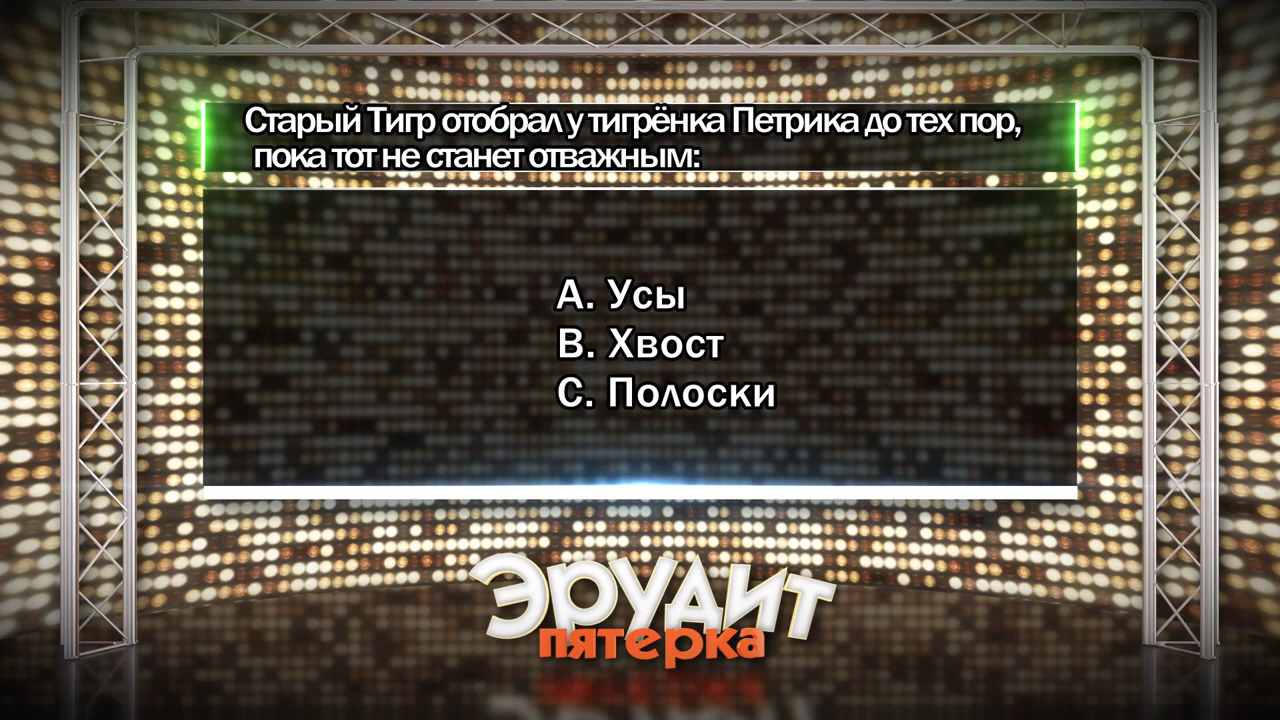 Старый Тигр отобрал у тигрёнка Петрика до тех пор,
пока тот не станет отважным:
A. Усы
B. Хвост
C. Полоски
Эрудит
пятерка